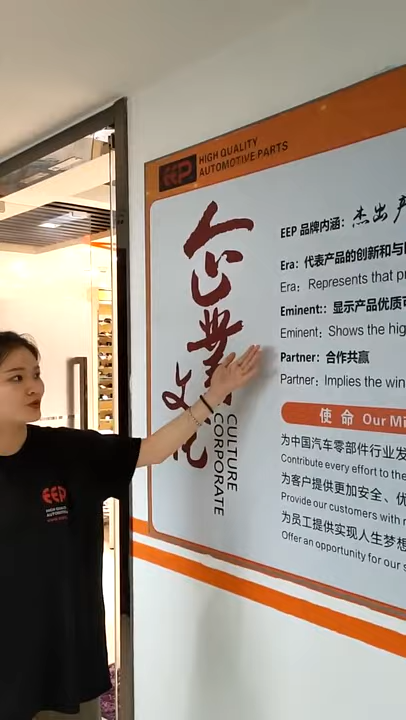 EEP
HIGH QUALITY
AUTOMOTIVE PARTS
企業文化
CULTURE
CORPORATE
EEP 品牌内涵：杰出产
Era：代表产品的创新和与
Era：Represents that pr
Eminent：：显示产品优质可
Eminent：Shows the hig
Partner：合作共赢
Partner：Implies the win
使 命 Our Mi
为中国汽车零部件行业发
Contribute every effort to the
为客户提供更加安全、优
Provide our customers with r
为员工提供实现人生梦想
Offer an opportunity for our s
EEP
HIGH QUALITY